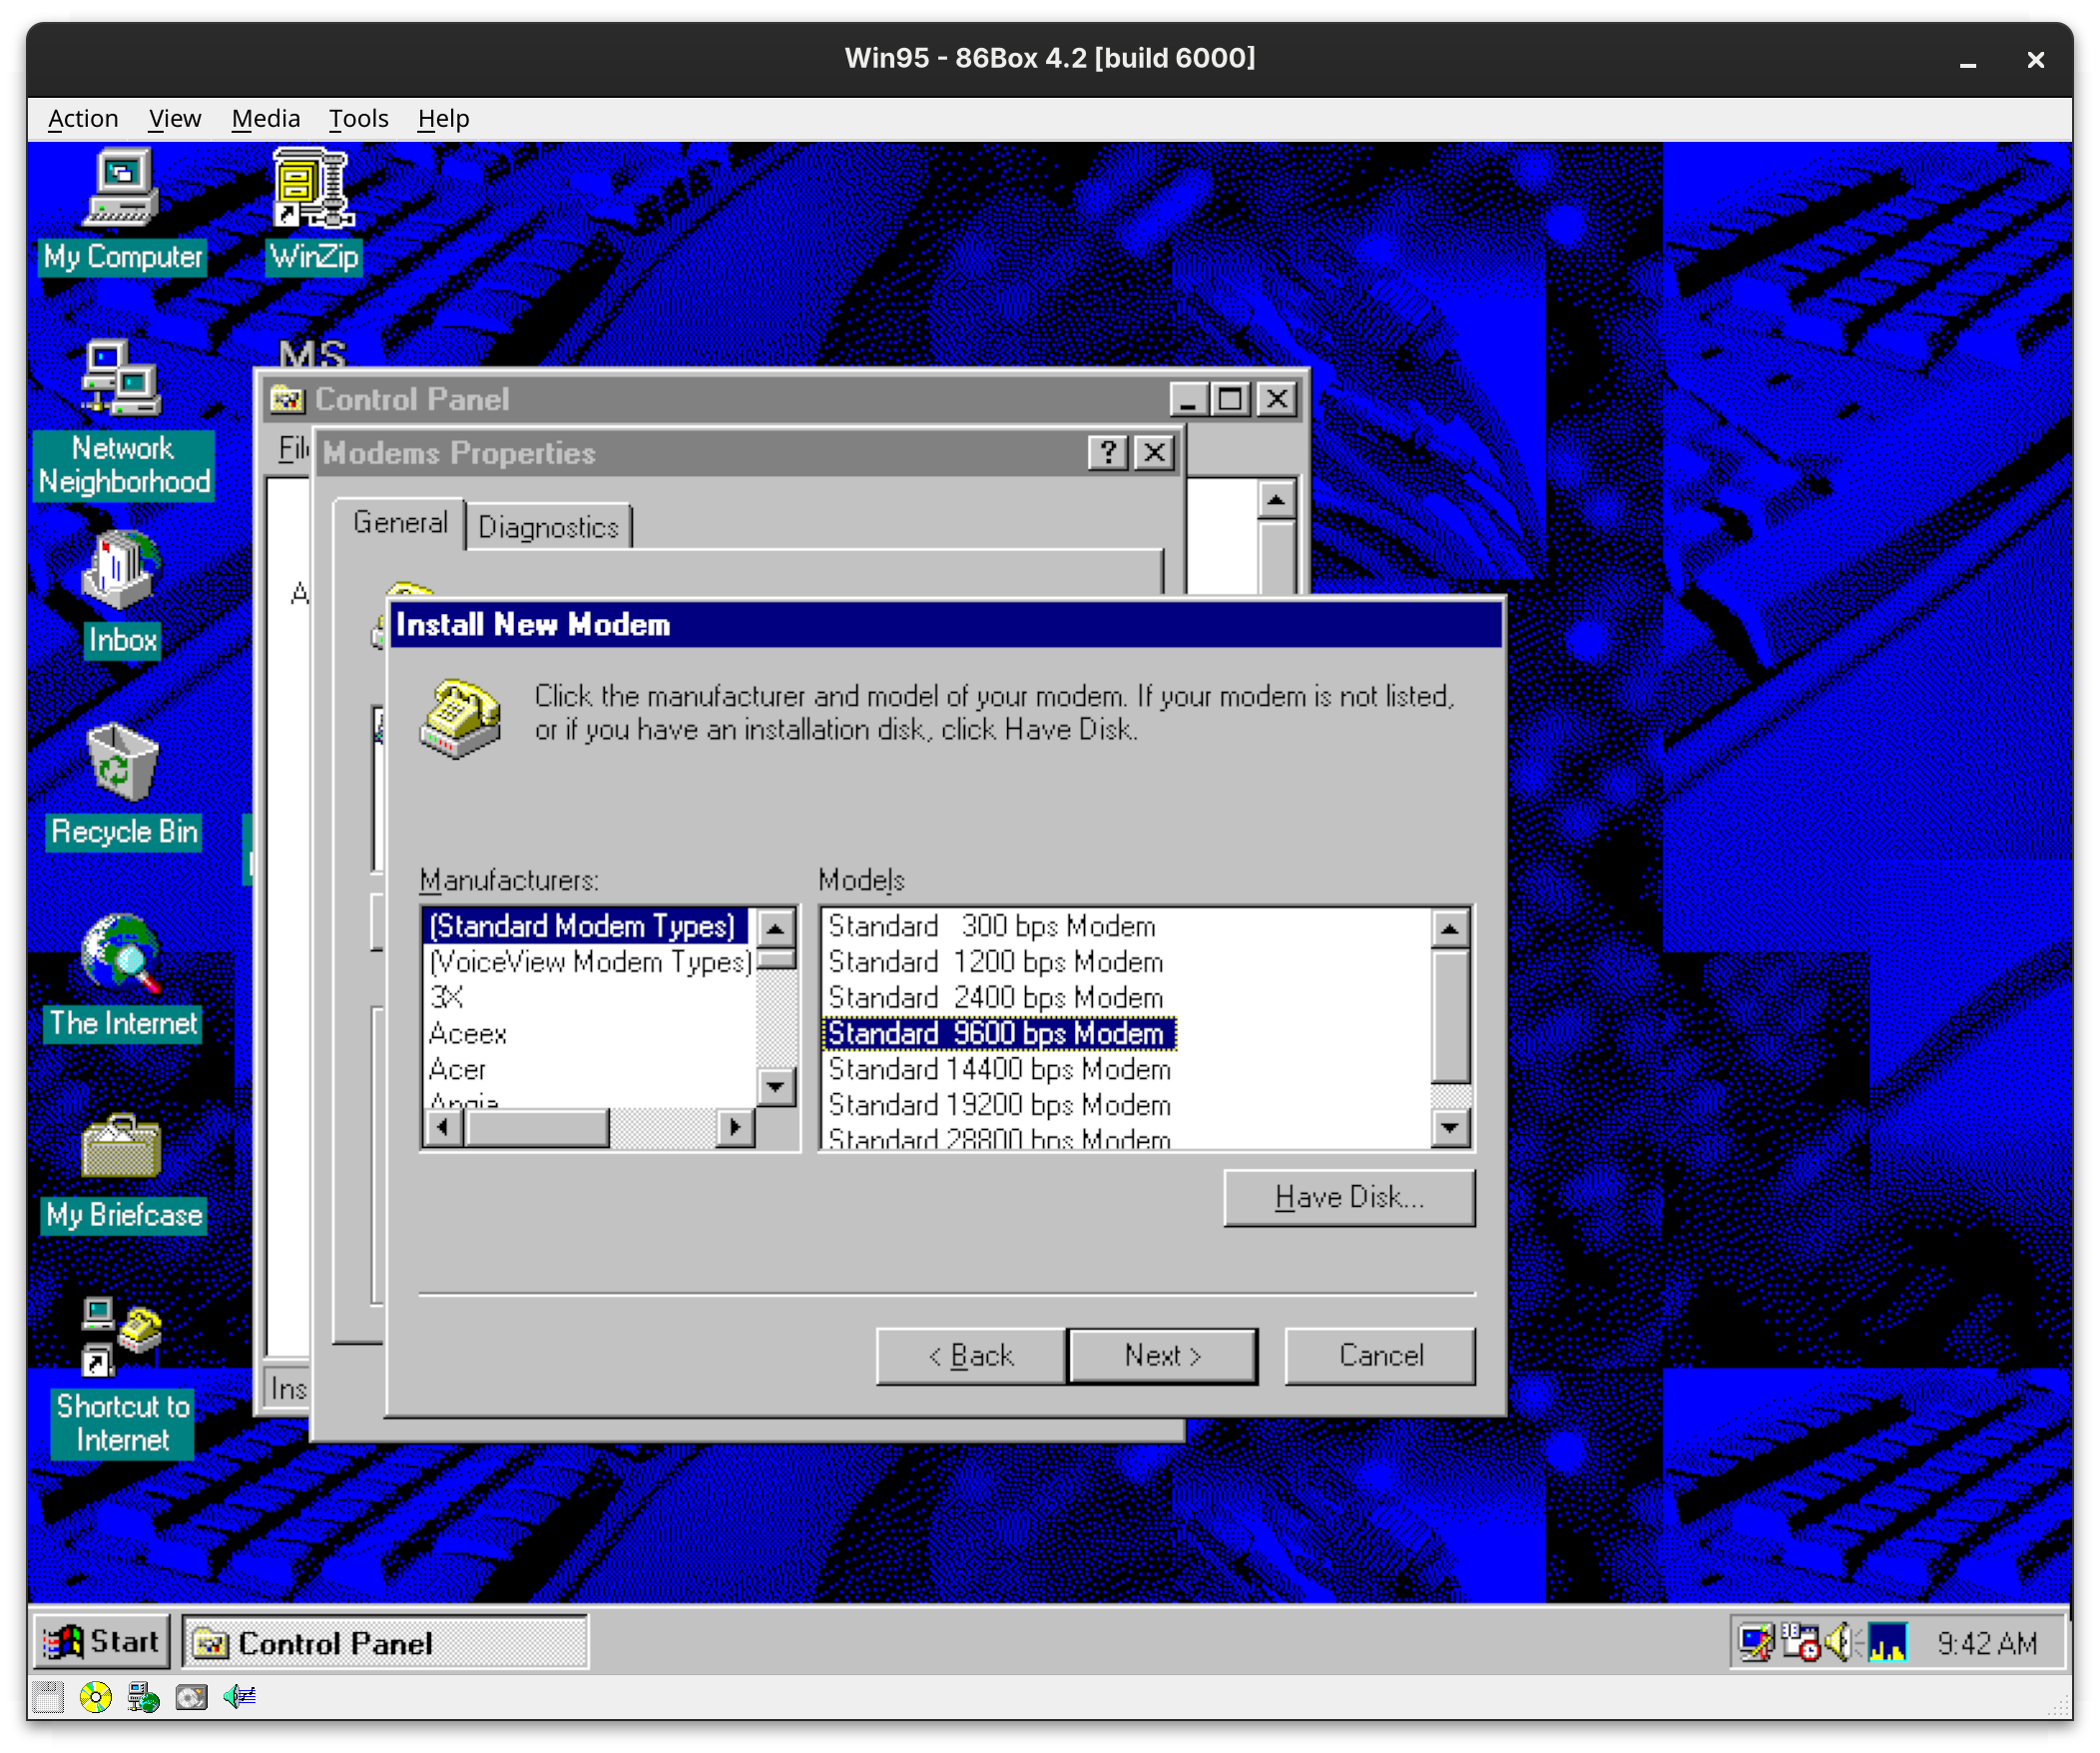 Win95 - 86Box 4.2 [build 6000]
Action View Media Tools Help
My Computer
WinZip
MS
Network
Neighborhood
Inbox
Recycle Bin
The Internet
My Briefcase
Shortcut to
Internet
Control Panel
Modems Properties
General
Diagnostics
A
Install New Modem
Click the manufacturer and model of your modem. If your modem is not listed,
or if you have an installation disk, click Have Disk.
Manufacturers:
(Standard Modem Types)
(VoiceView Modem Types)
3X
Aceex
Acer
Angia
Models
Standard 300 bps Modem
Standard 1200 bps Modem
Standard 2400 bps Modem
Standard 9600 bps Modem
Standard 14400 bps Modem
Standard 19200 bps Modem
Standard 28800 bps Modem
Have Disk...
< Back
Next >
Cancel
Ins
Start
Control Panel
9:42 AM